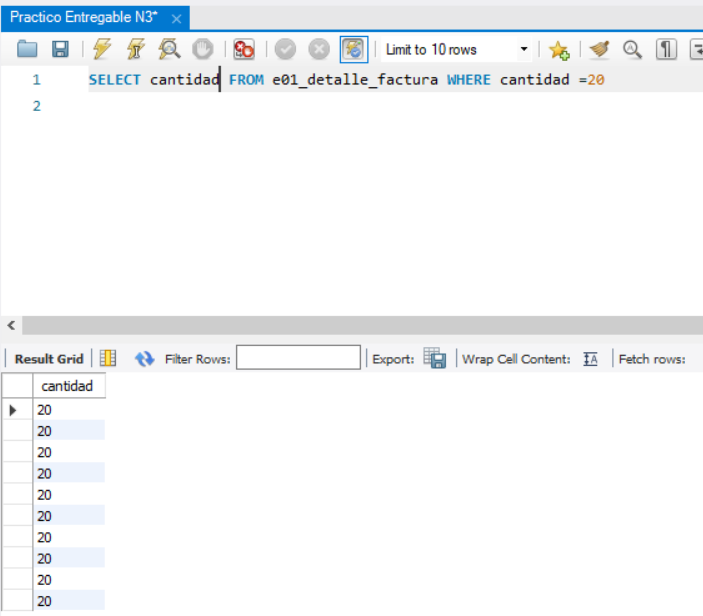 Practico Entregable N3* ×
Limit to 10 rows
1 SELECT cantidad FROM e01_detalle_factura WHERE cantidad =20
2
Result Grid Filter Rows: Export: Wrap Cell Content: Fetch rows:
cantidad
20
20
20
20
20
20
20
20
20
20